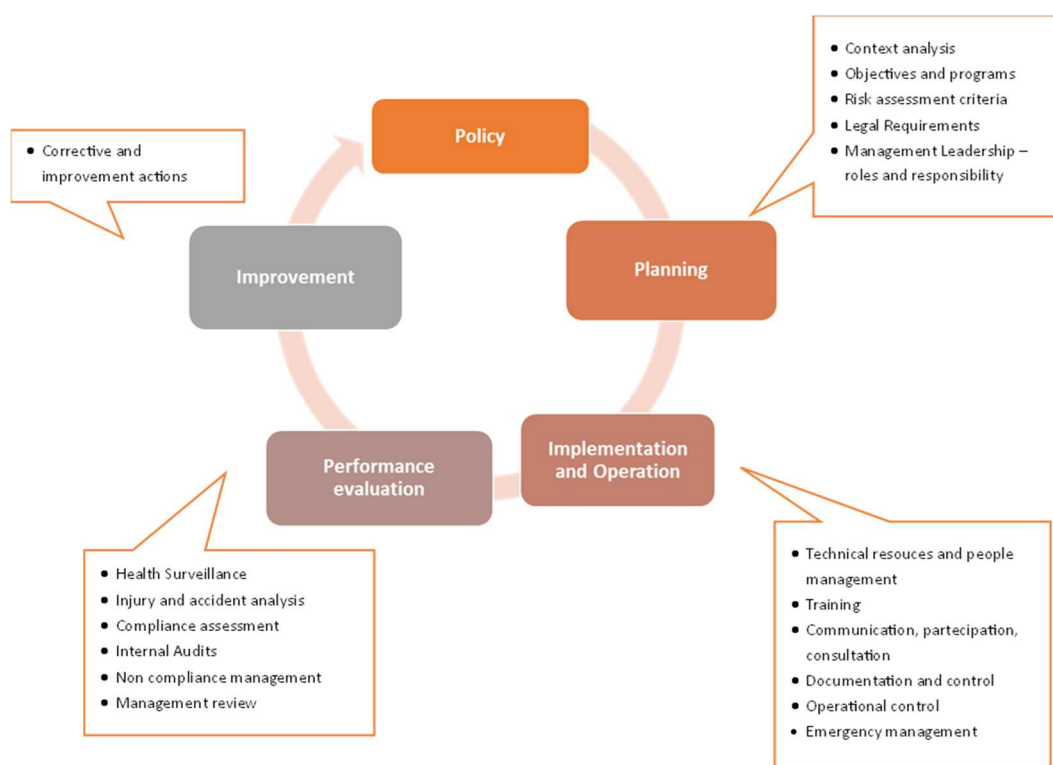 Policy
Planning
Implementation
and Operation
Performance
evaluation
Improvement
• Context analysis
• Objectives and programs
• Risk assessment criteria
• Legal Requirements
• Management Leadership –
roles and responsibility
• Technical resouces and people
management
• Training
• Communication, partecipation,
consultation
• Documentation and control
• Operational control
• Emergency management
• Health Surveillance
• Injury and accident analysis
• Compliance assessment
• Internal Audits
• Non compliance management
• Management review
• Corrective and
improvement actions